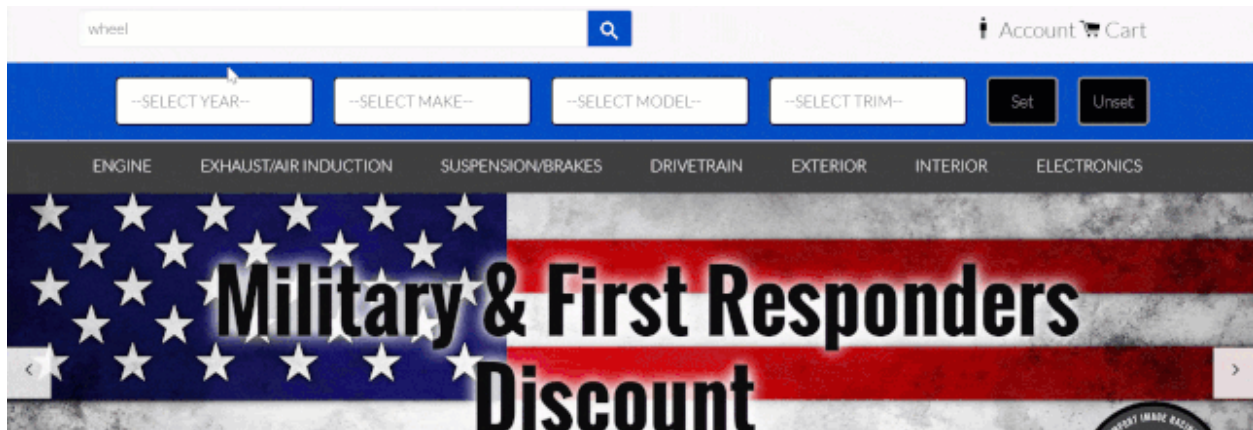 wheel
Account Cart
--SELECT YEAR-- --SELECT MAKE-- --SELECT MODEL-- --SELECT TRIM-- Set Unset
ENGINE EXHAUST/AIR INDUCTION SUSPENSION/BRAKES DRIVETRAIN EXTERIOR INTERIOR ELECTRONICS
Military & First Responders
Discount
IMAGE